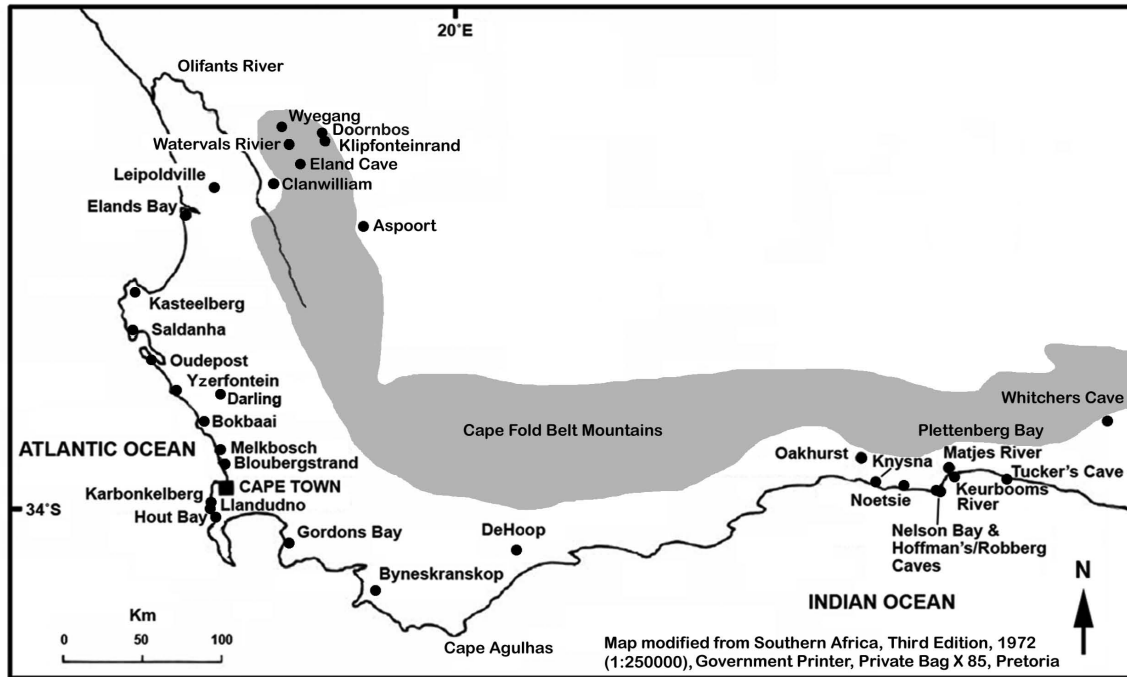 20°E
Olifants River
Wyegang
Doornbos
Watervals Rivier
Klipfonteinrand
Eland Cave
Leipoldville
Clanwilliam
Elands Bay
Aspoort
Kasteelberg
Saldanha
Oudepost
Yzerfontein
Darling
Whitchers Cave
Bokbaai
Cape Fold Belt Mountains
Plettenberg Bay
ATLANTIC OCEAN
Melkbosch
Oakhurst
Matjes River
Bloubergstrand
Knysna
Tucker's Cave
CAPE TOWN
Karbonkelberg
Keurbooms
River
Llandudno
Noetsie
34°S
Hout Bay
Gordons Bay
DeHoop
Nelson Bay &
Hoffman's/Robberg
Caves
Byneskranskop
N
INDIAN OCEAN
Km
0 50 100
Cape Agulhas
Map modified from Southern Africa, Third Edition, 1972
(1:250000), Government Printer, Private Bag X 85, Pretoria